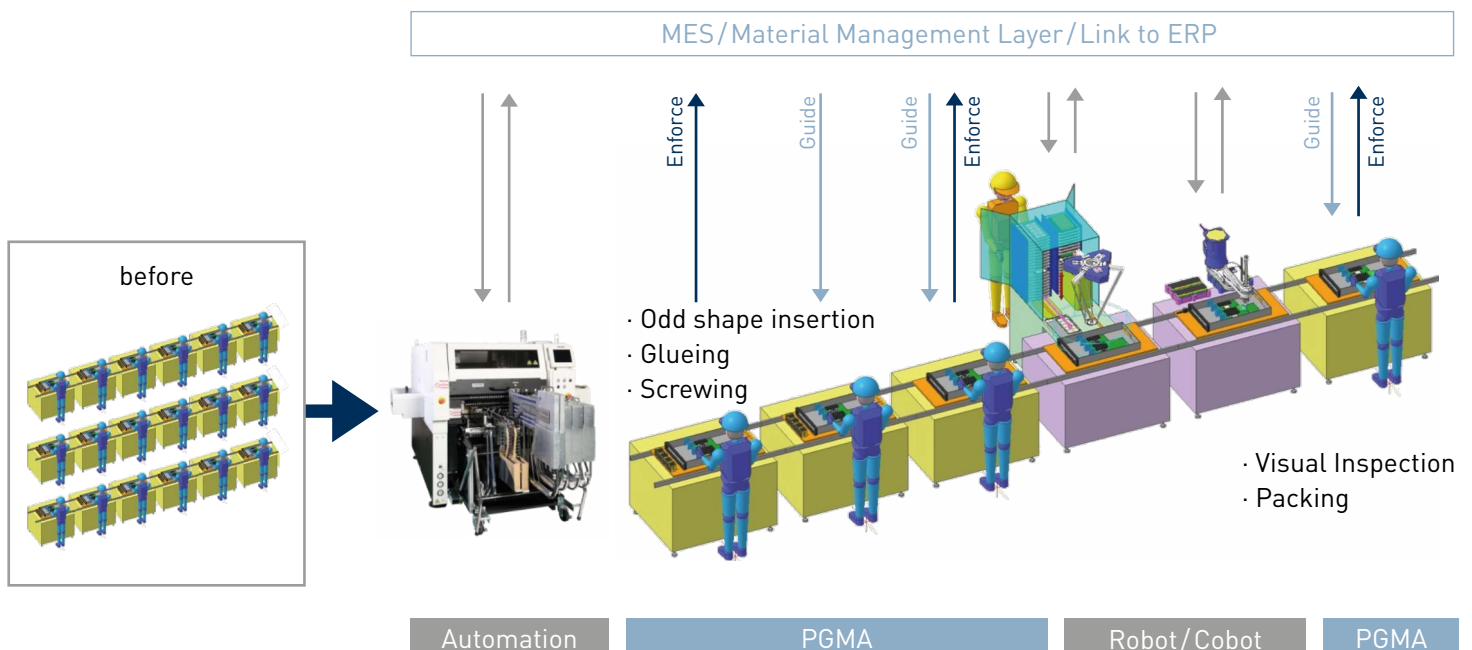 MES/Material Management Layer/Link to ERP
Enforce
Guide
Guide
Enforce
Guide
Enforce
before
· Odd shape insertion
· Glueing
· Screwing
· Visual Inspection
· Packing
Automation
PGMA
Robot/Cobot
PGMA